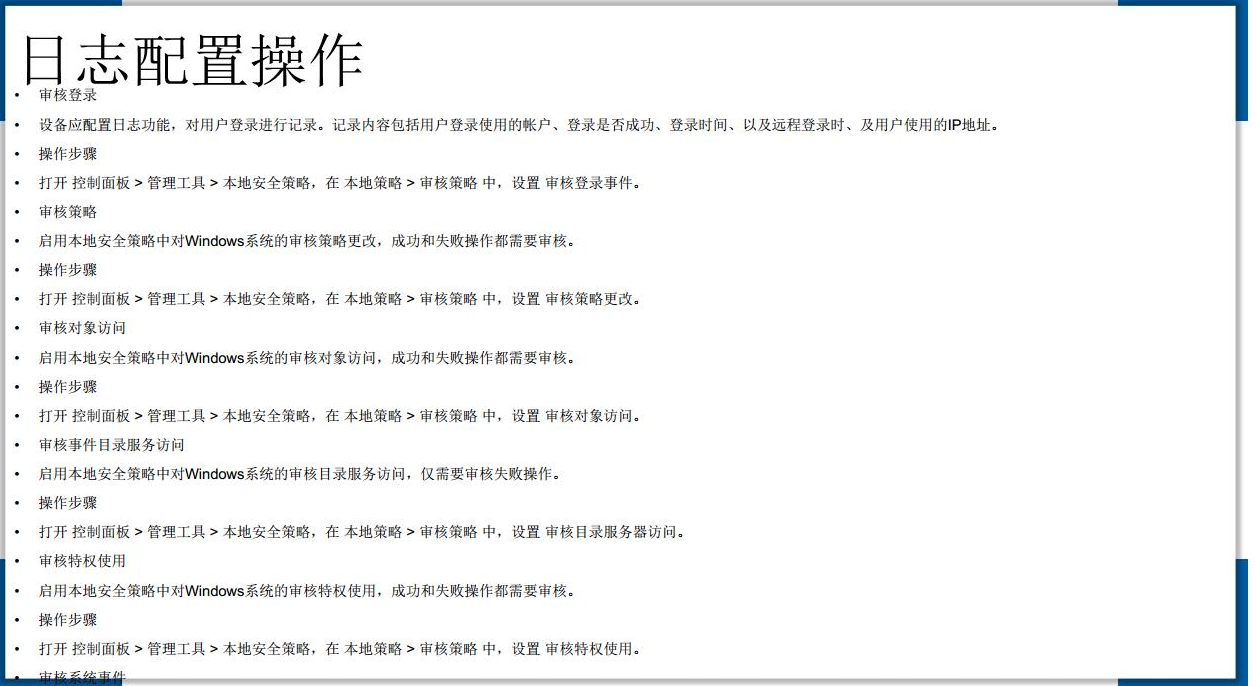 日志配置操作
• 审核登录
• 设备应配置日志功能，对用户登录进行记录。记录内容包括用户登录使用的帐户、登录是否成功、登录时间、以及远程登录时、及用户使用的IP地址。
• 操作步骤
• 打开 控制面板 > 管理工具 > 本地安全策略，在 本地策略 > 审核策略 中，设置 审核登录事件。
• 审核策略
• 启用本地安全策略中对Windows系统的审核策略更改，成功和失败操作都需要审核。
• 操作步骤
• 打开 控制面板 > 管理工具 > 本地安全策略，在 本地策略 > 审核策略 中，设置 审核策略更改。
• 审核对象访问
• 启用本地安全策略中对Windows系统的审核对象访问，成功和失败操作都需要审核。
• 操作步骤
• 打开 控制面板 > 管理工具 > 本地安全策略，在 本地策略 > 审核策略 中，设置 审核对象访问。
• 审核事件目录服务访问
• 启用本地安全策略中对Windows系统的审核目录服务访问，仅需要审核失败操作。
• 操作步骤
• 打开 控制面板 > 管理工具 > 本地安全策略，在 本地策略 > 审核策略 中，设置 审核目录服务器访问。
• 审核特权使用
• 启用本地安全策略中对Windows系统的审核特权使用，成功和失败操作都需要审核。
• 操作步骤
• 打开 控制面板 > 管理工具 > 本地安全策略，在 本地策略 > 审核策略 中，设置 审核特权使用。
• 审核系统事件